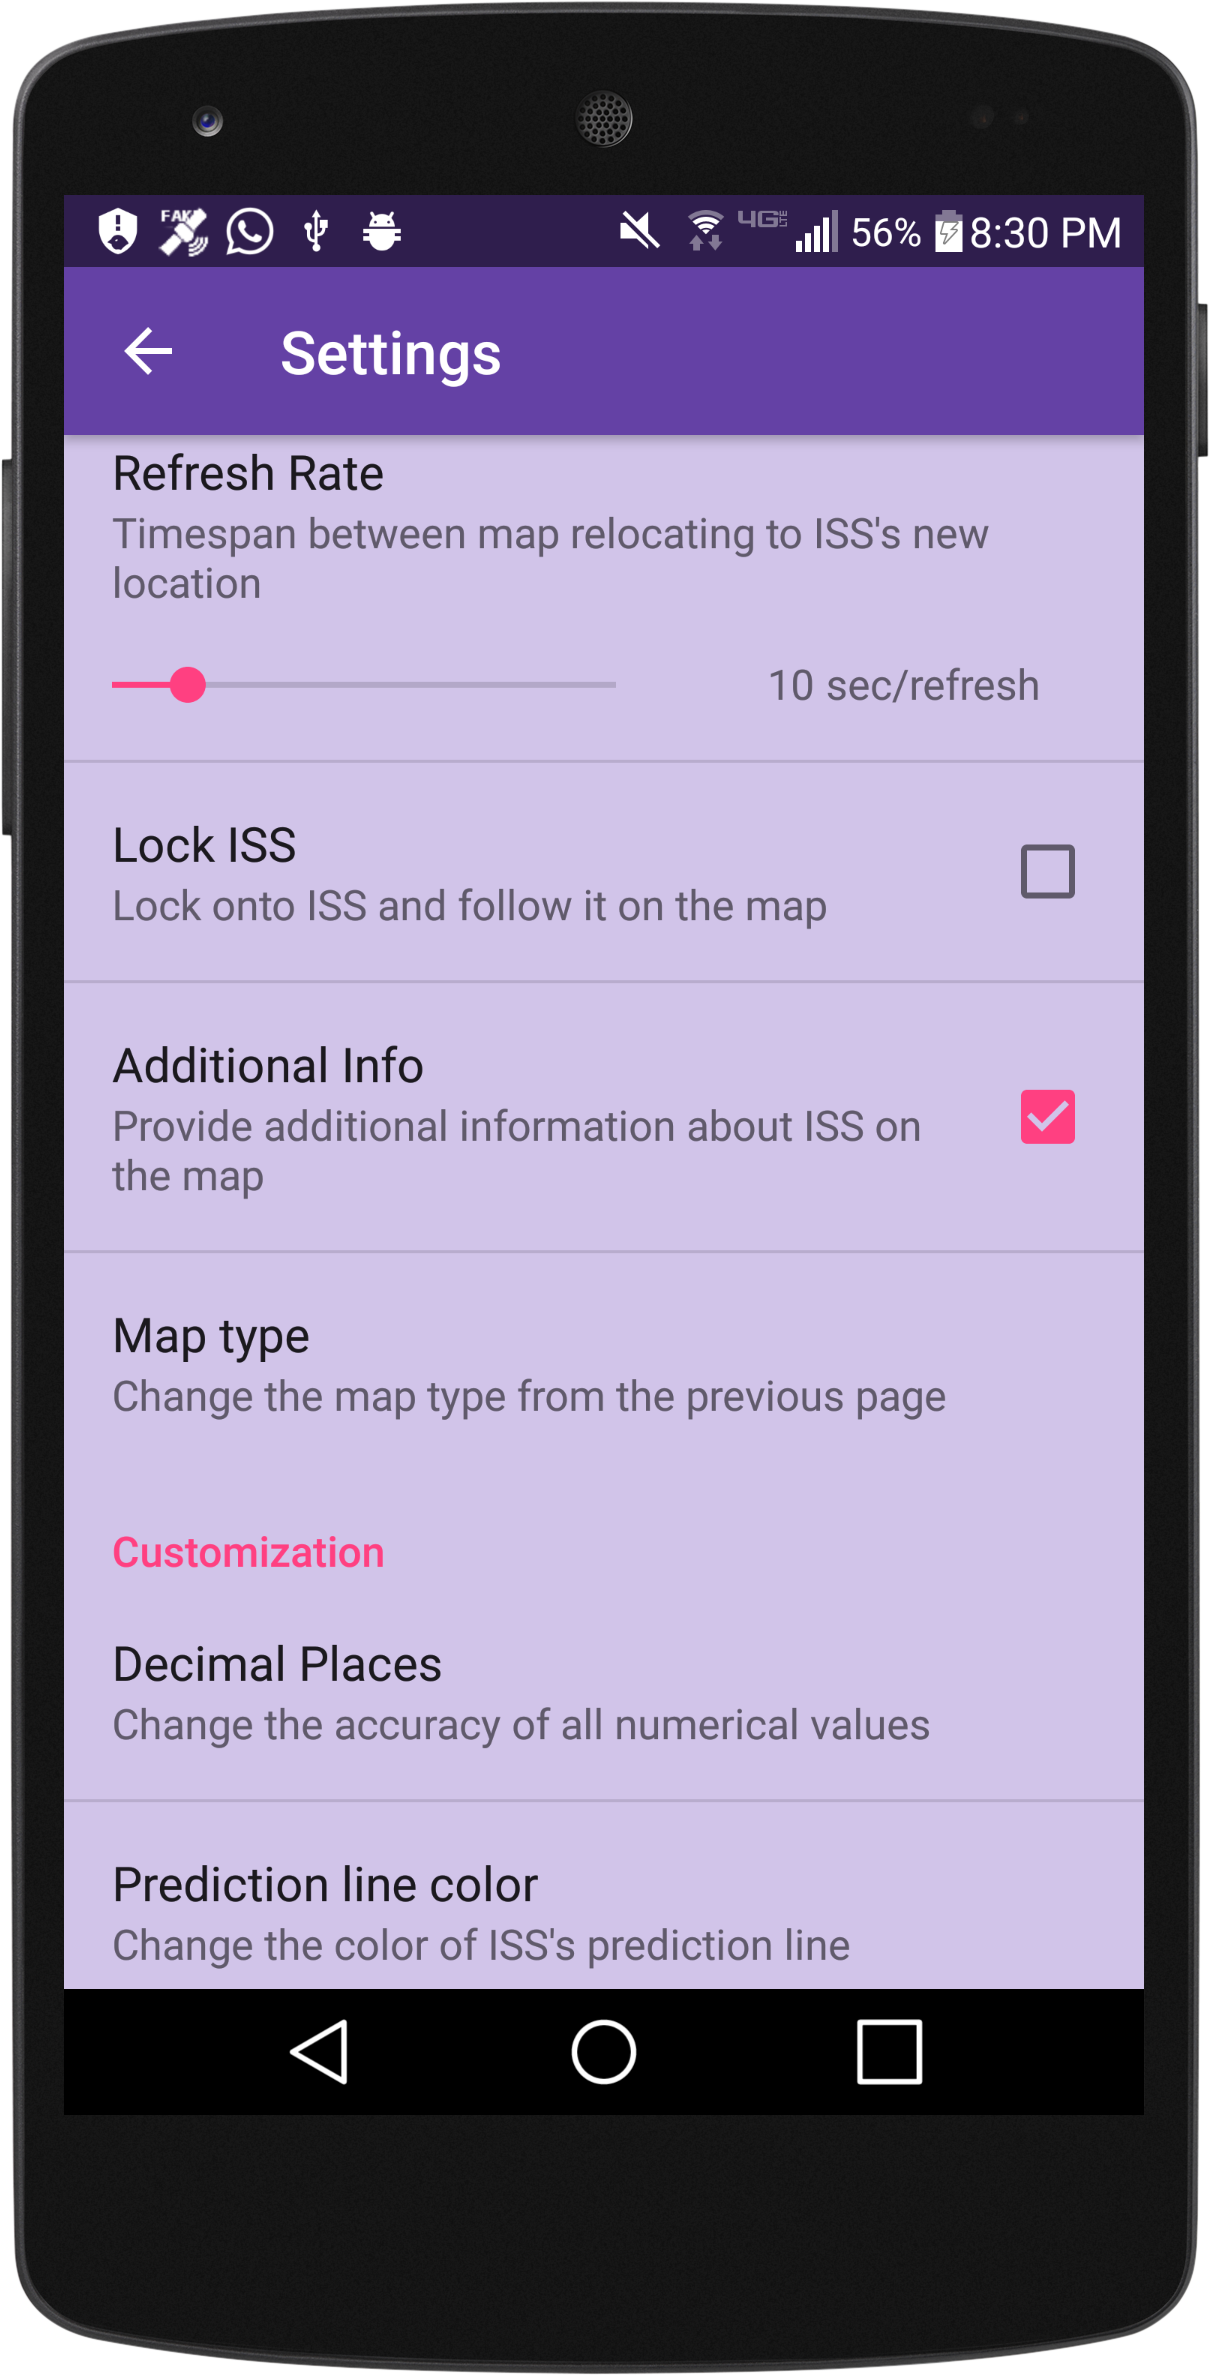 FAKE
4G LTE 56% 8:30 PM
Settings
Refresh Rate
Timespan between map relocating to ISS's new
location
10 sec/refresh
Lock ISS
Lock onto ISS and follow it on the map
Additional Info
Provide additional information about ISS on
the map
Map type
Change the map type from the previous page
Customization
Decimal Places
Change the accuracy of all numerical values
Prediction line color
Change the color of ISS's prediction line